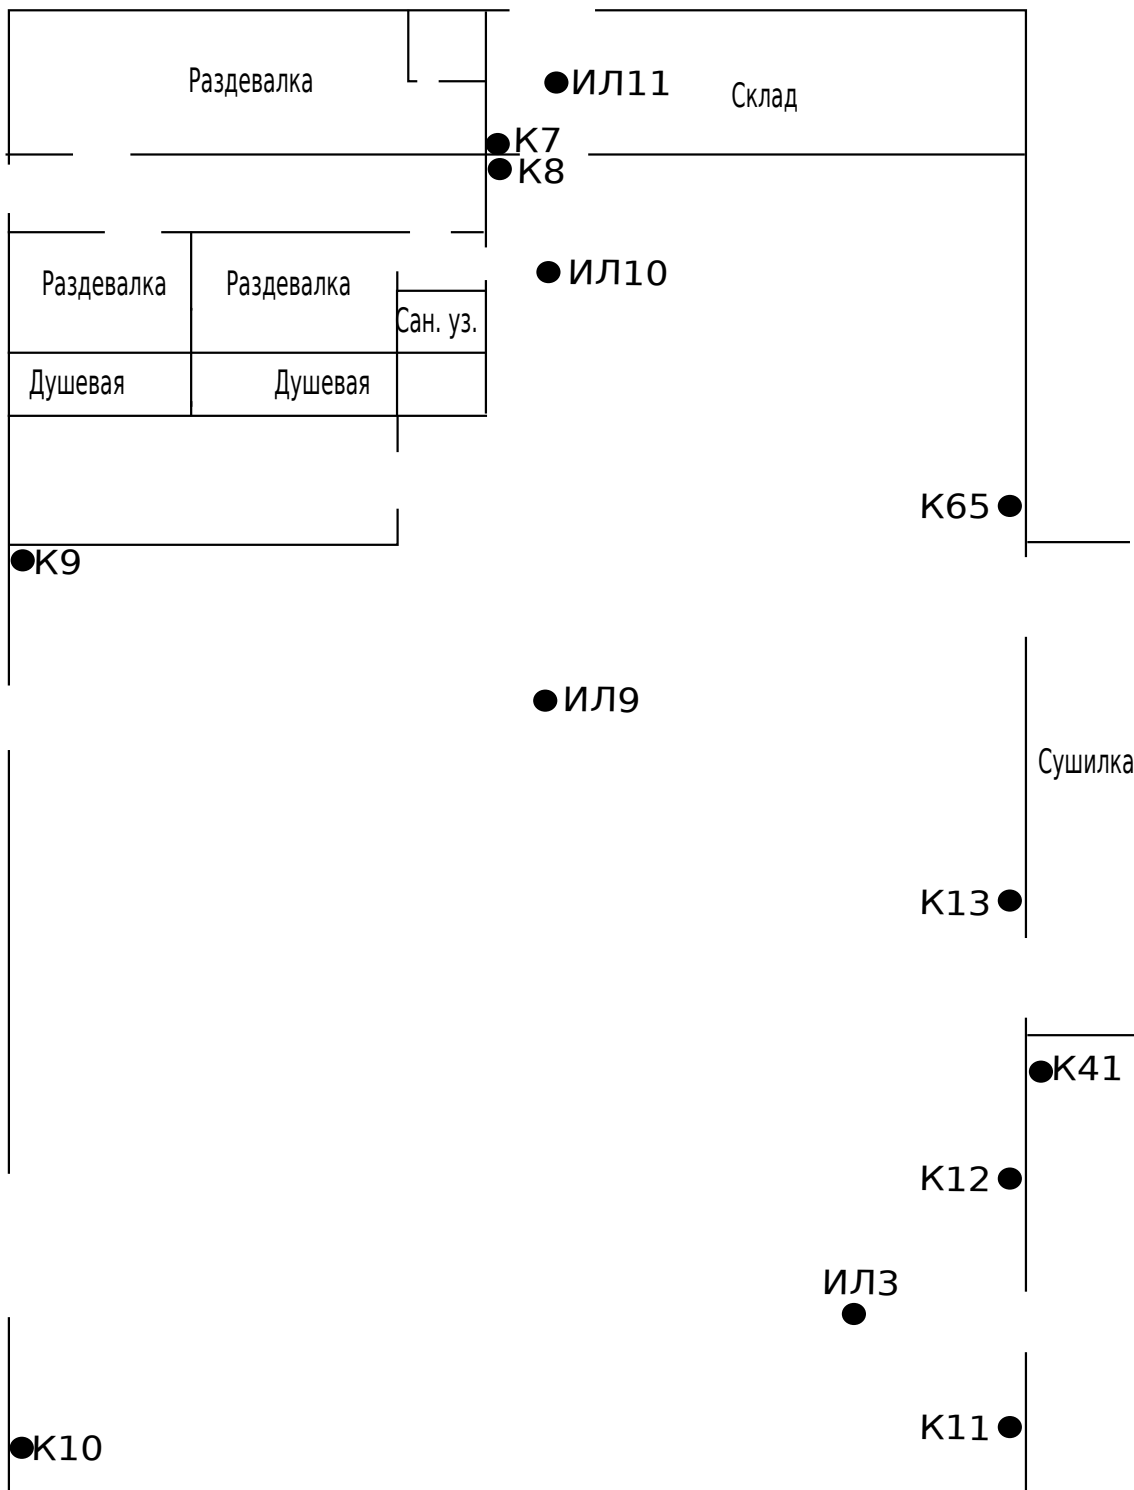 Раздевалка
ИЛ11
Склад
К7
К8
Раздевалка
Раздевалка
ИЛ10
Сан. уз.
Душевая
Душевая
К65
К9
ИЛ9
Сушилка
К13
К41
К12
ИЛ3
К11
К10